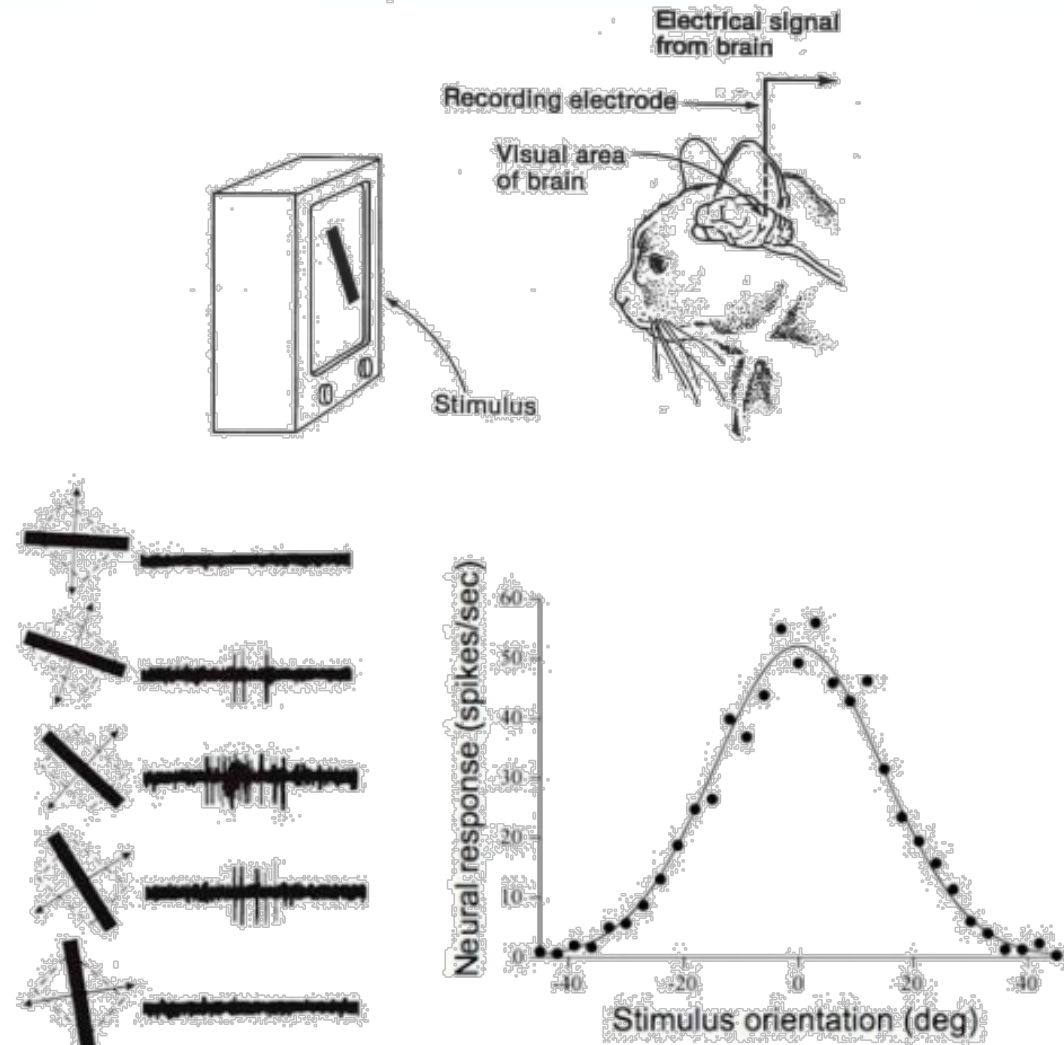 Electrical signal
from brain
Recording electrode
Visual area
of brain
Stimulus
Neural response (spikes/sec)
60
50
40
30
20
10
0
-40
-20
0
20
40
Stimulus orientation (deg)